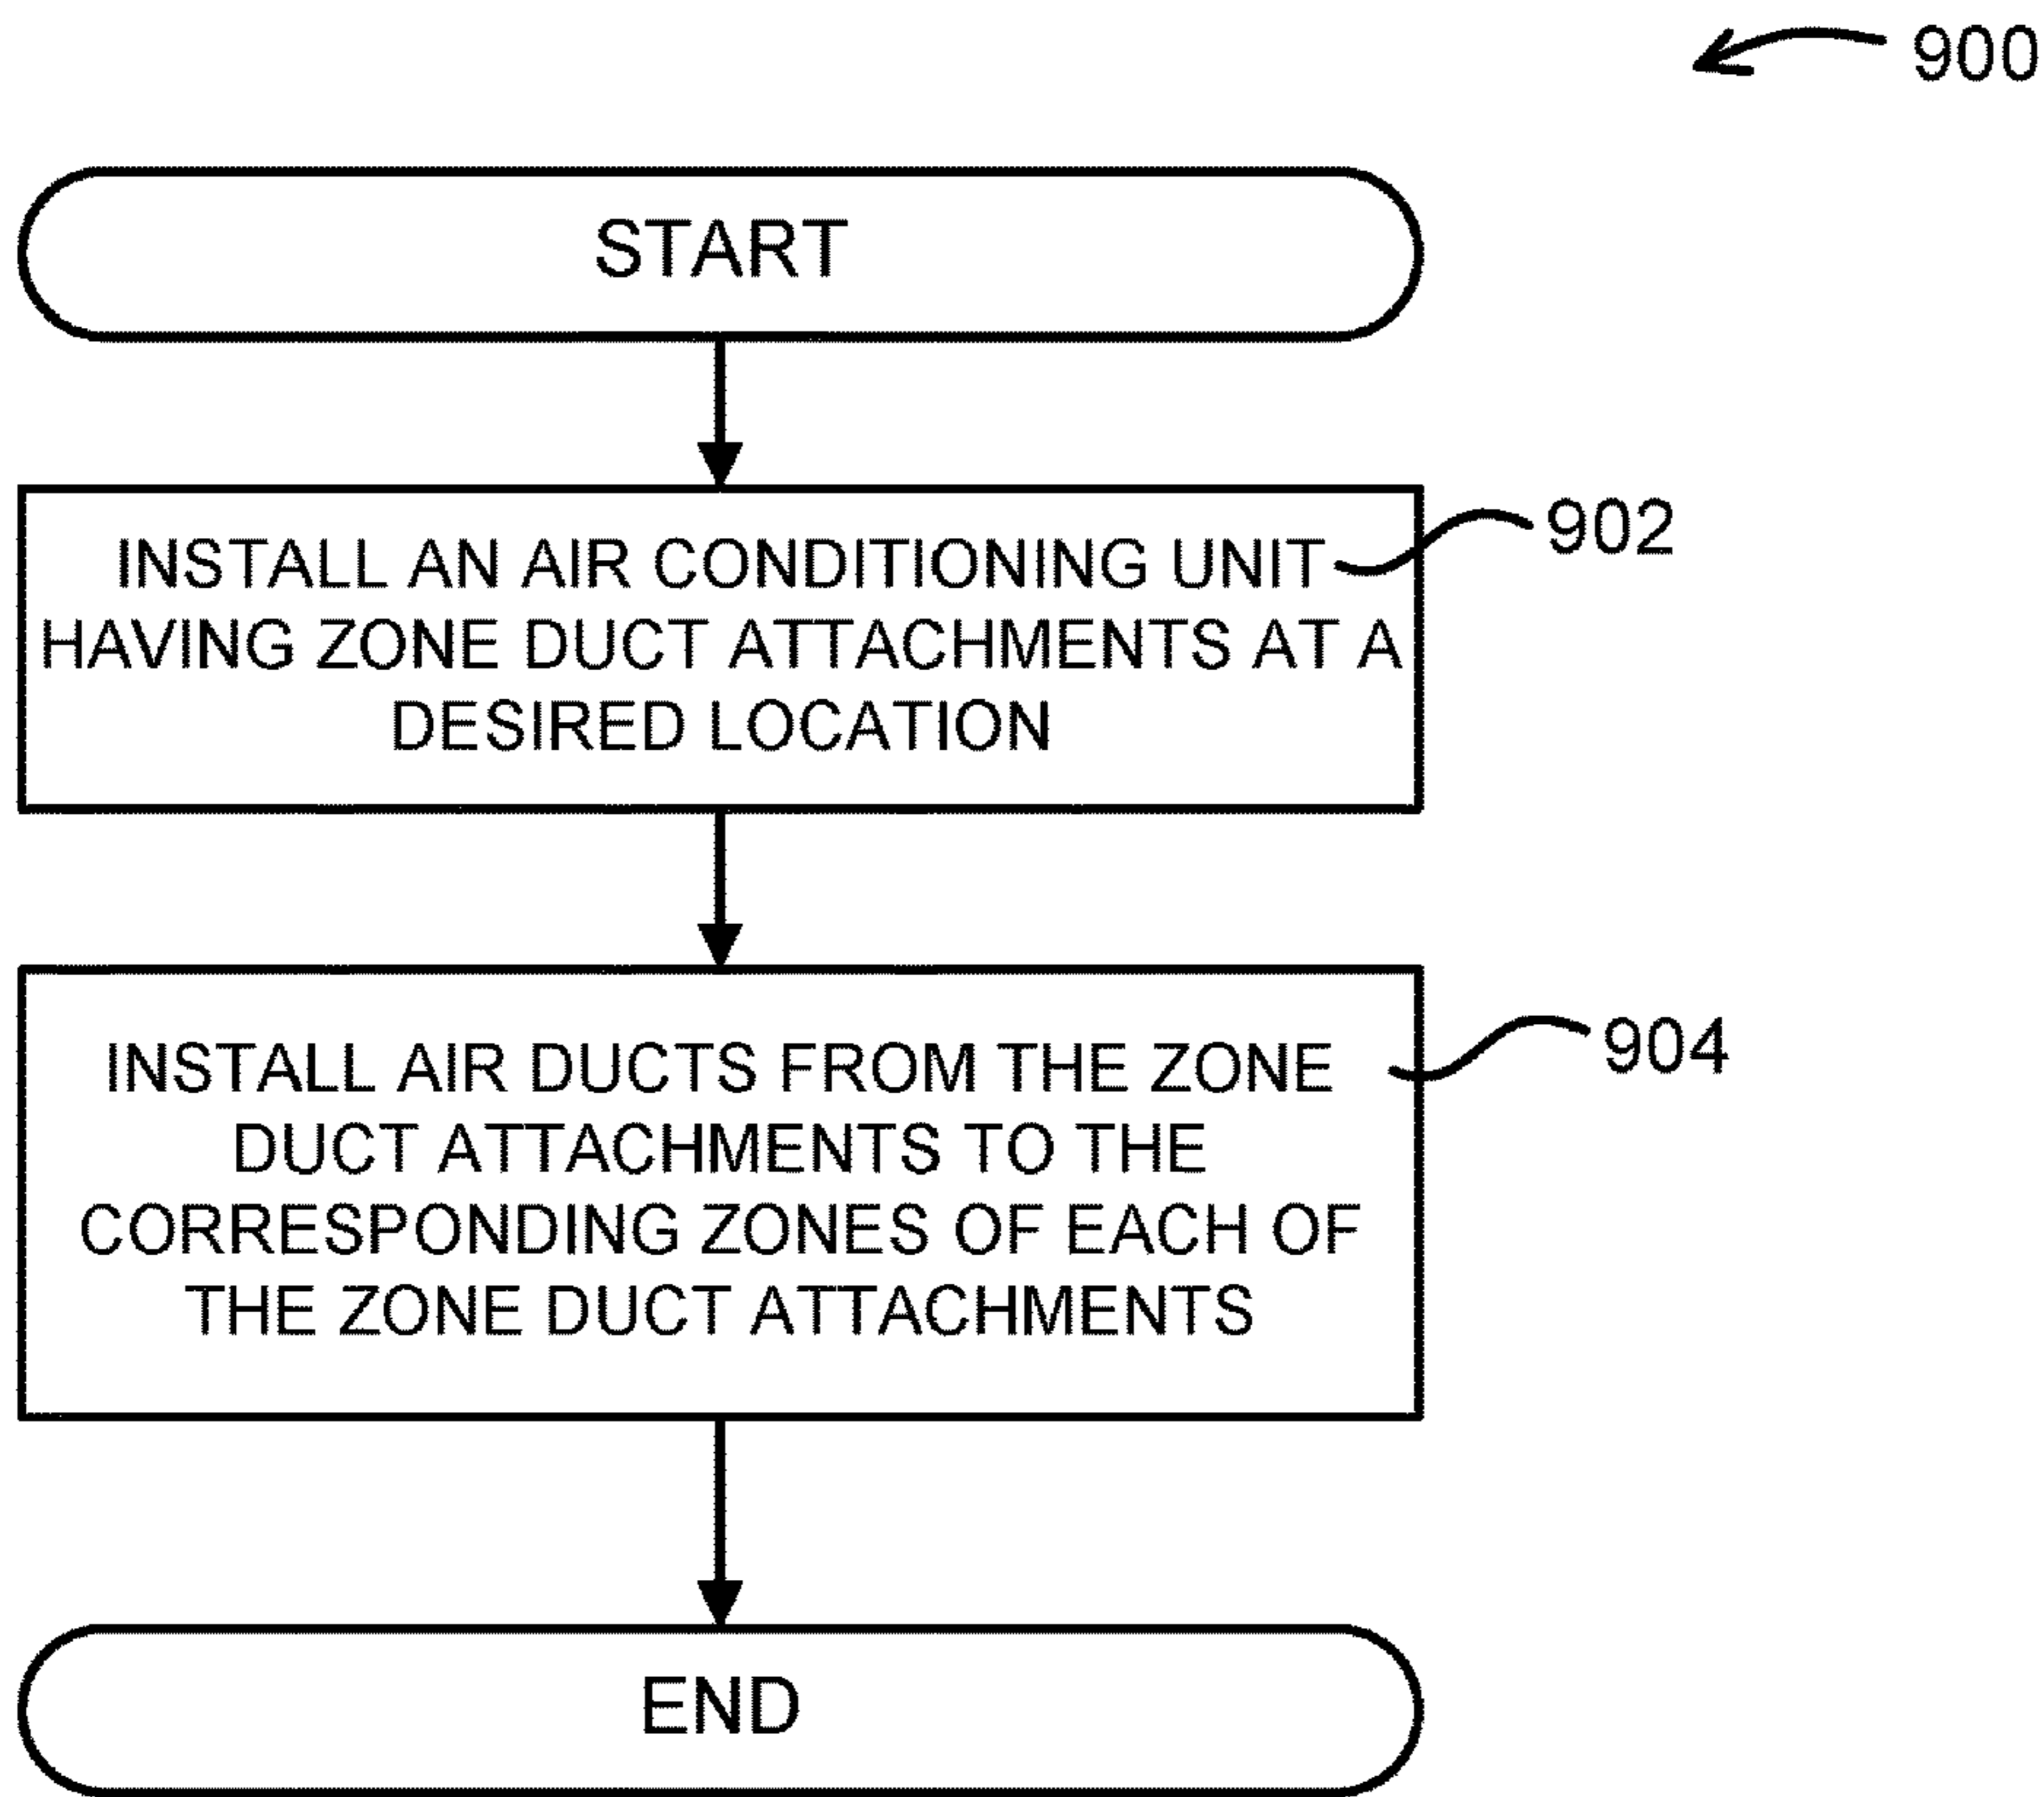 900
START
INSTALL AN AIR CONDITIONING UNIT
902
HAVING ZONE DUCT ATTACHMENTS AT A
DESIRED LOCATION
INSTALL AIR DUCTS FROM THE ZONE
904
DUCT ATTACHMENTS TO THE
CORRESPONDING ZONES OF EACH OF
THE ZONE DUCT ATTACHMENTS
END